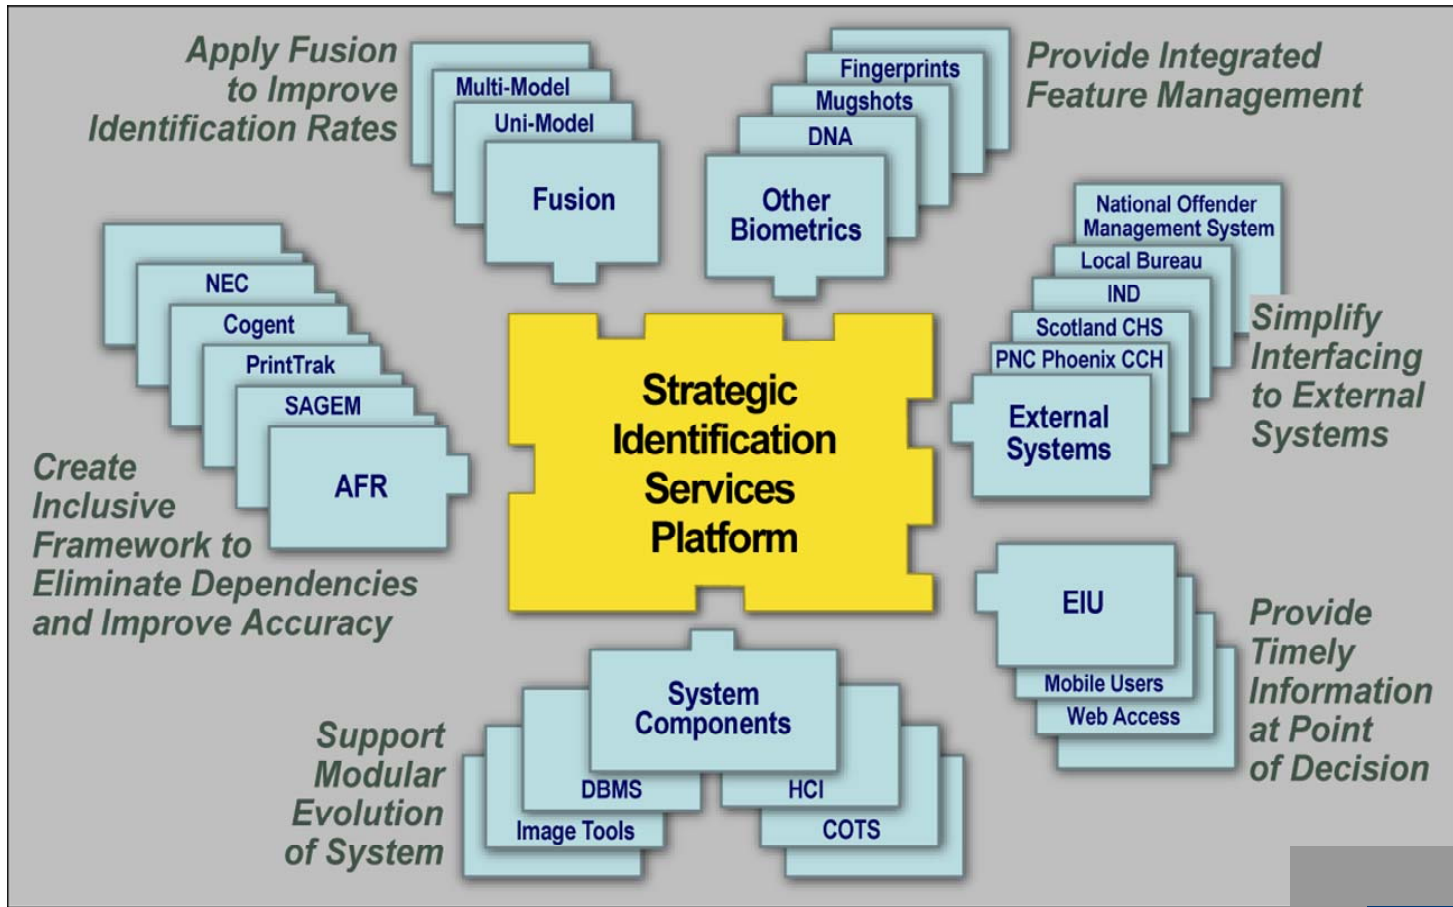 Apply Fusion
to Improve
Identification Rates
Multi-Model
Uni-Model
Fusion
Fingerprints
Mugshots
DNA
Other
Biometrics
Provide Integrated
Feature Management
National Offender
Management System
Local Bureau
IND
Scotland CHS
PNC Phoenix CCH
External
Systems
Simplify
Interfacing
to External
Systems
NEC
Cogent
PrintTrak
SAGEM
AFR
Create
Inclusive
Framework to
Eliminate Dependencies
and Improve Accuracy
Strategic
Identification
Services
Platform
EIU
Mobile Users
Web Access
Provide
Timely
Information
at Point
of Decision
System
Components
DBMS
HCI
Image Tools
COTS
Support
Modular
Evolution
of System